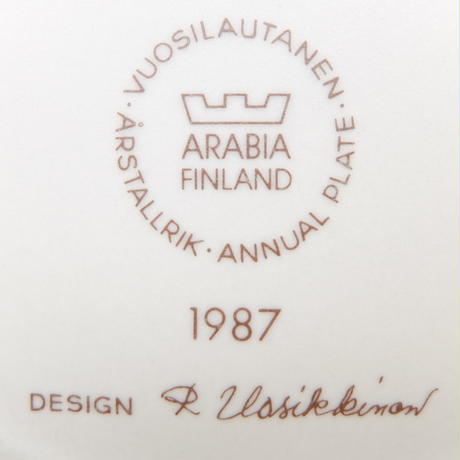 · VUOSILAUTANEN · ANNUAL PLATE
· ÅRSTALLRIK
ARABIA
FINLAND
1987
DESIGN R Uosikkinen